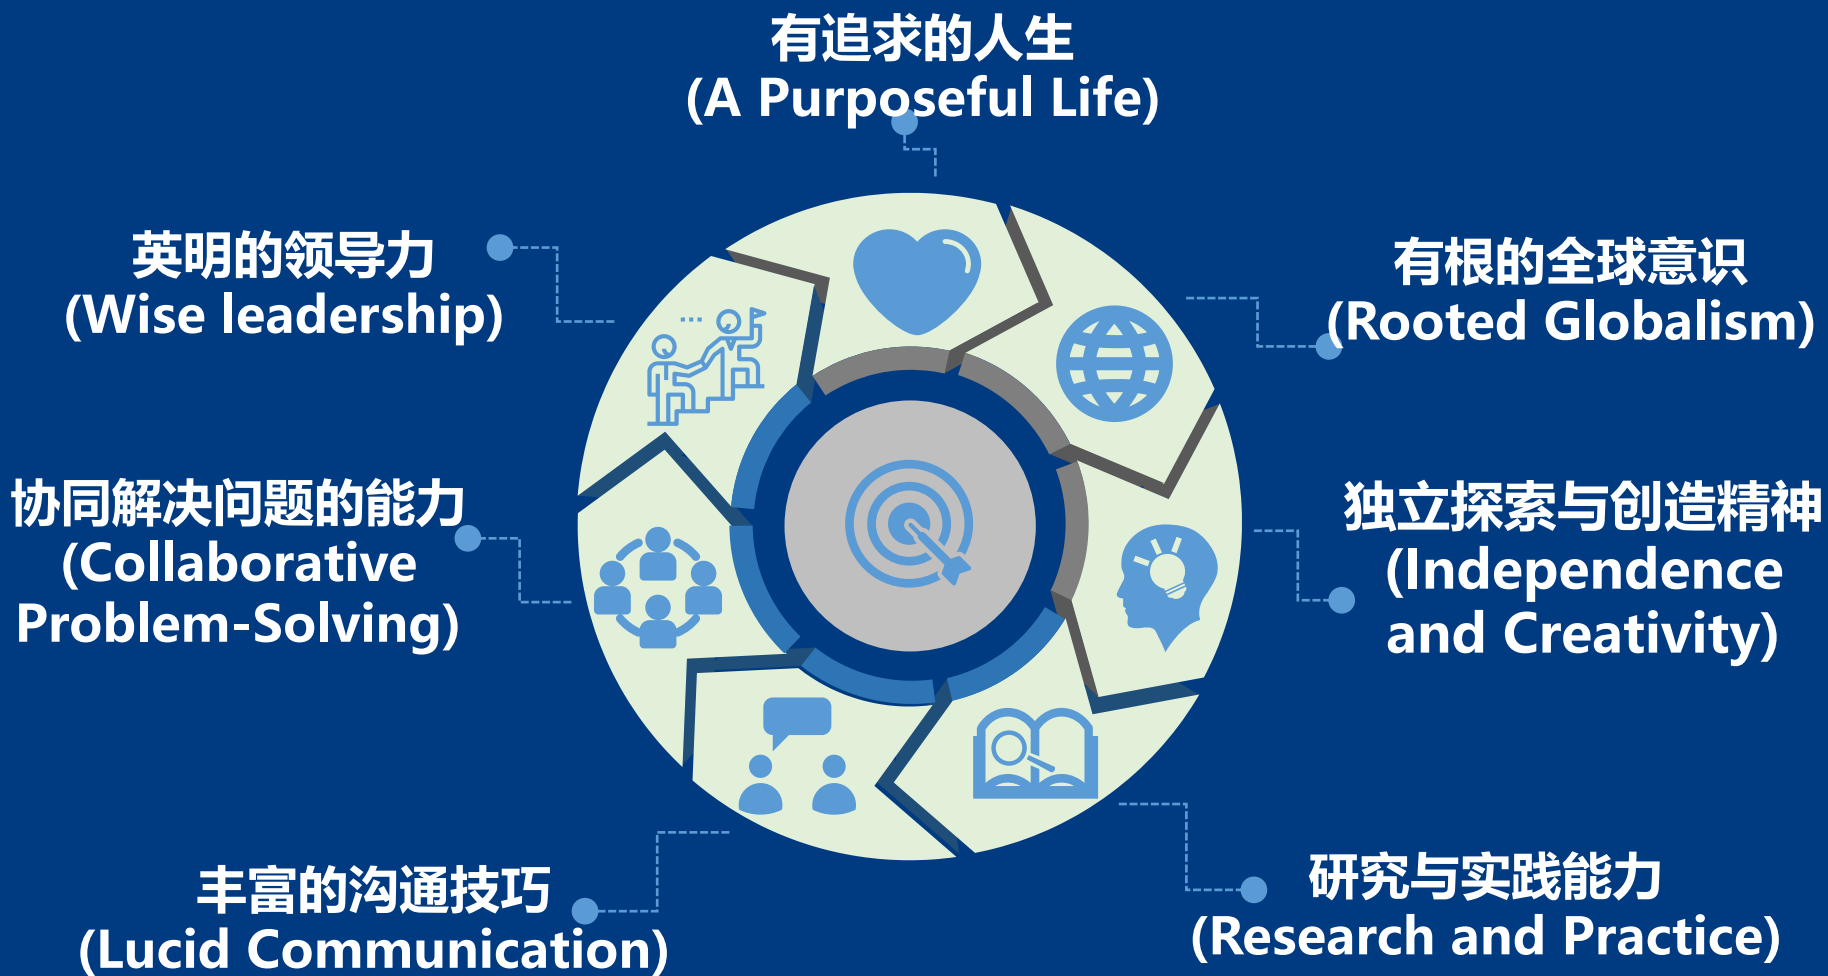 有追求的人生
(A Purposeful Life)
英明的领导力
(Wise leadership)
有根的全球意识
(Rooted Globalism)
协同解决问题的能力
(Collaborative
Problem-Solving)
独立探索与创造精神
(Independence
and Creativity)
丰富的沟通技巧
(Lucid Communication)
研究与实践能力
(Research and Practice)